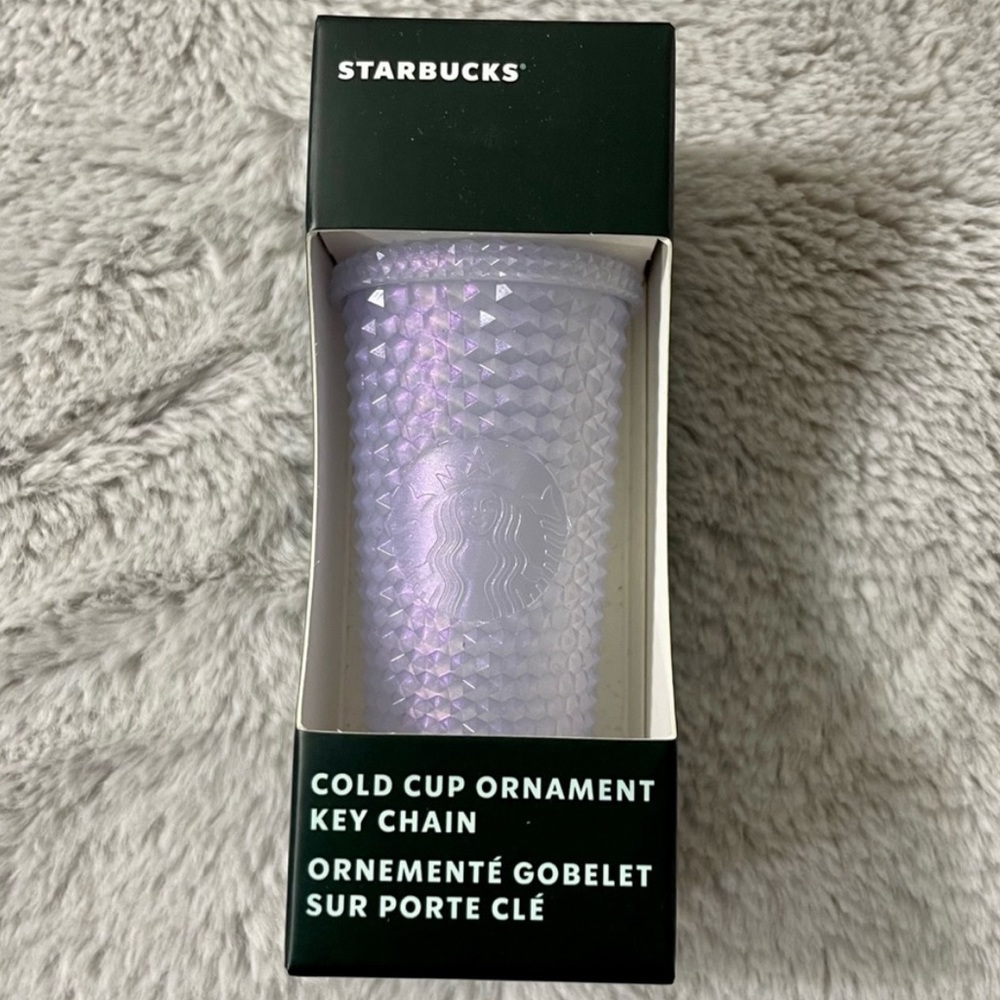 STARBUCKS®
COLD CUP ORNAMENT
KEY CHAIN
ORNEMENTÉ GOBELET
SUR PORTE CLÉ